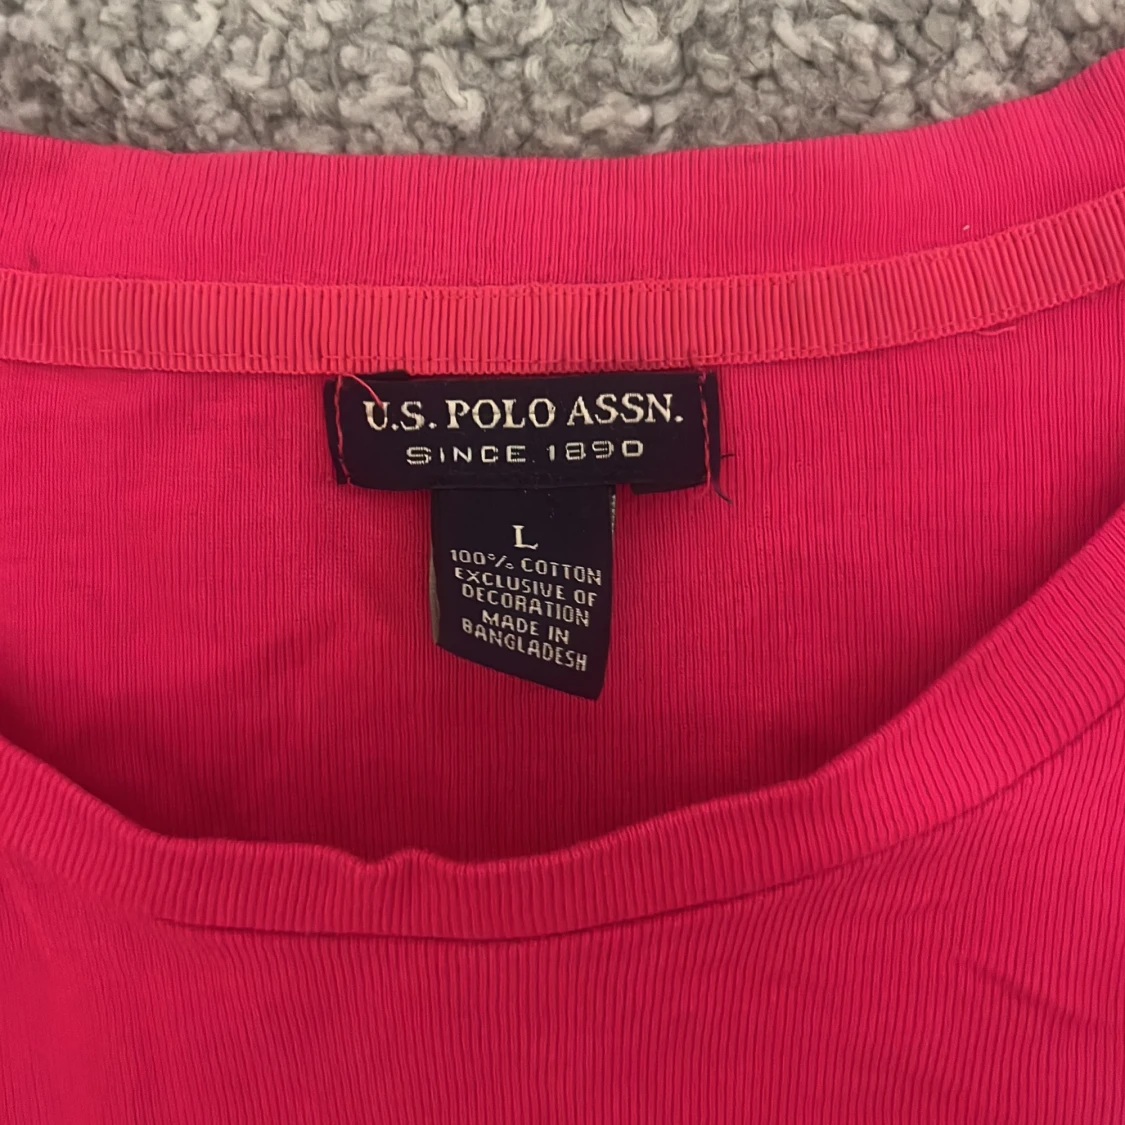 U.S. POLO ASSN.
SINCE 1890
L
100% COTTON
EXCLUSIVE OF
DECORATION
MADE IN
BANGLADESH